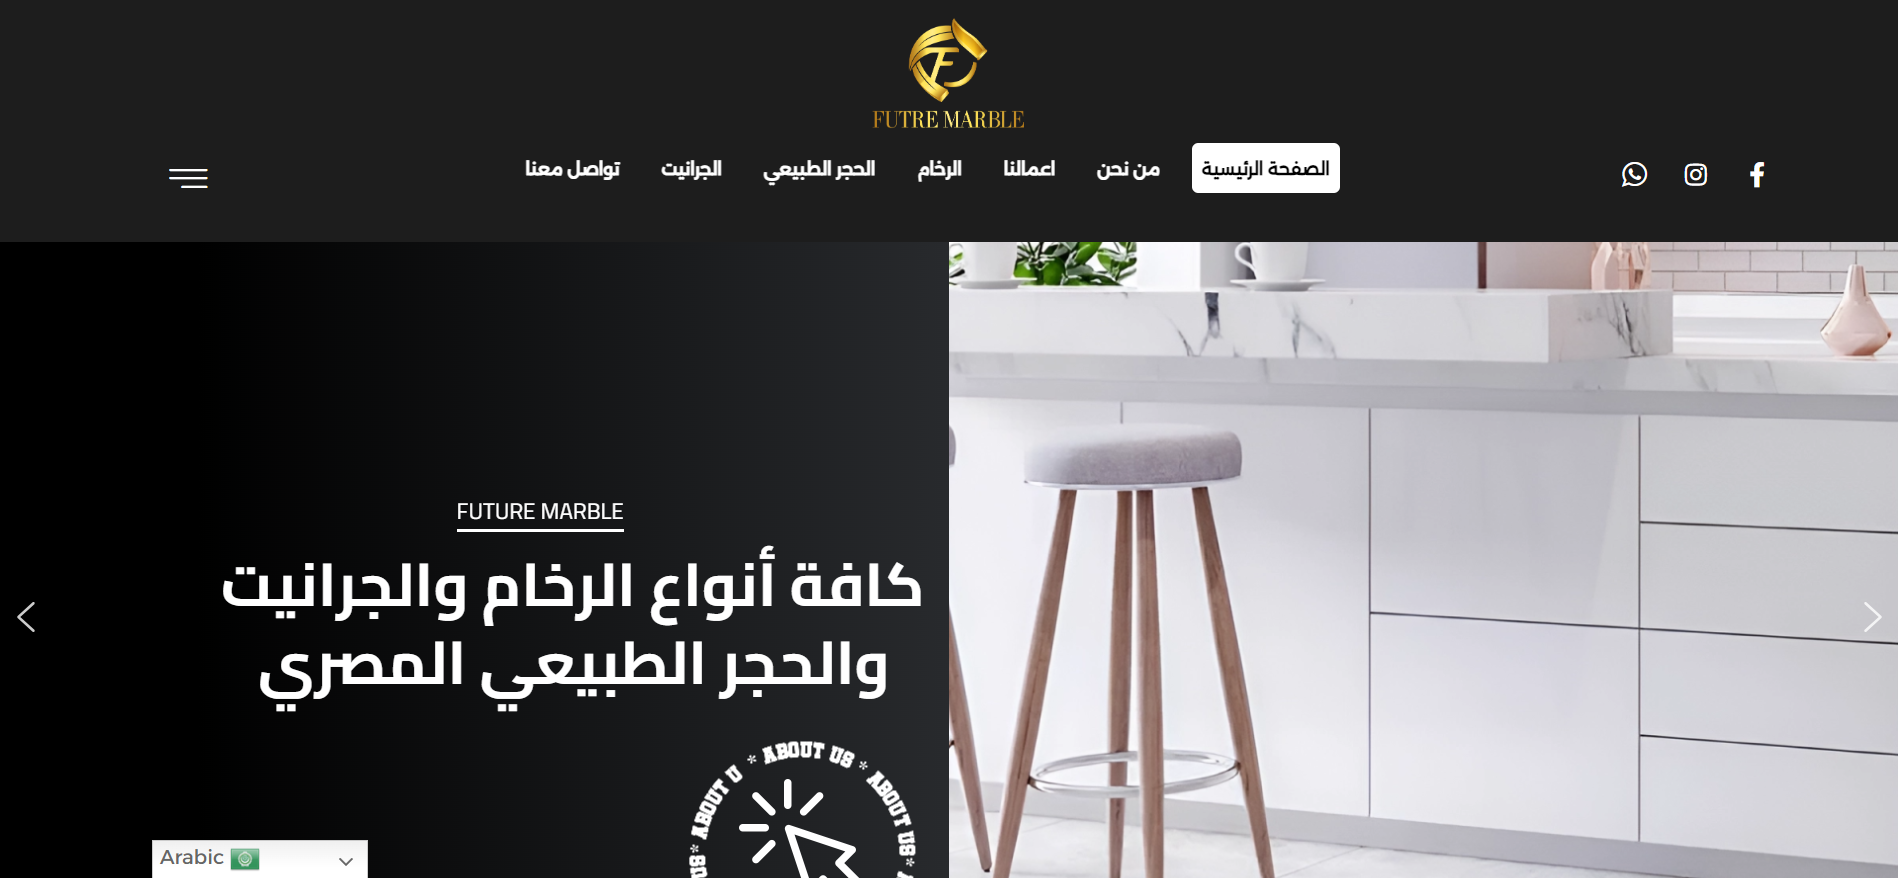 FUTRE MARBLE
الصفحة الرئيسية
من نحن
اعمالنا
الرخام
الحجر الطبيعي
الجرانيت
تواصل معنا
FUTURE MARBLE
كافة أنواع الرخام والجرانيت
والحجر الطبيعي المصري
US * ABOUT U * ABOUT US * ABOUT US *
Arabic